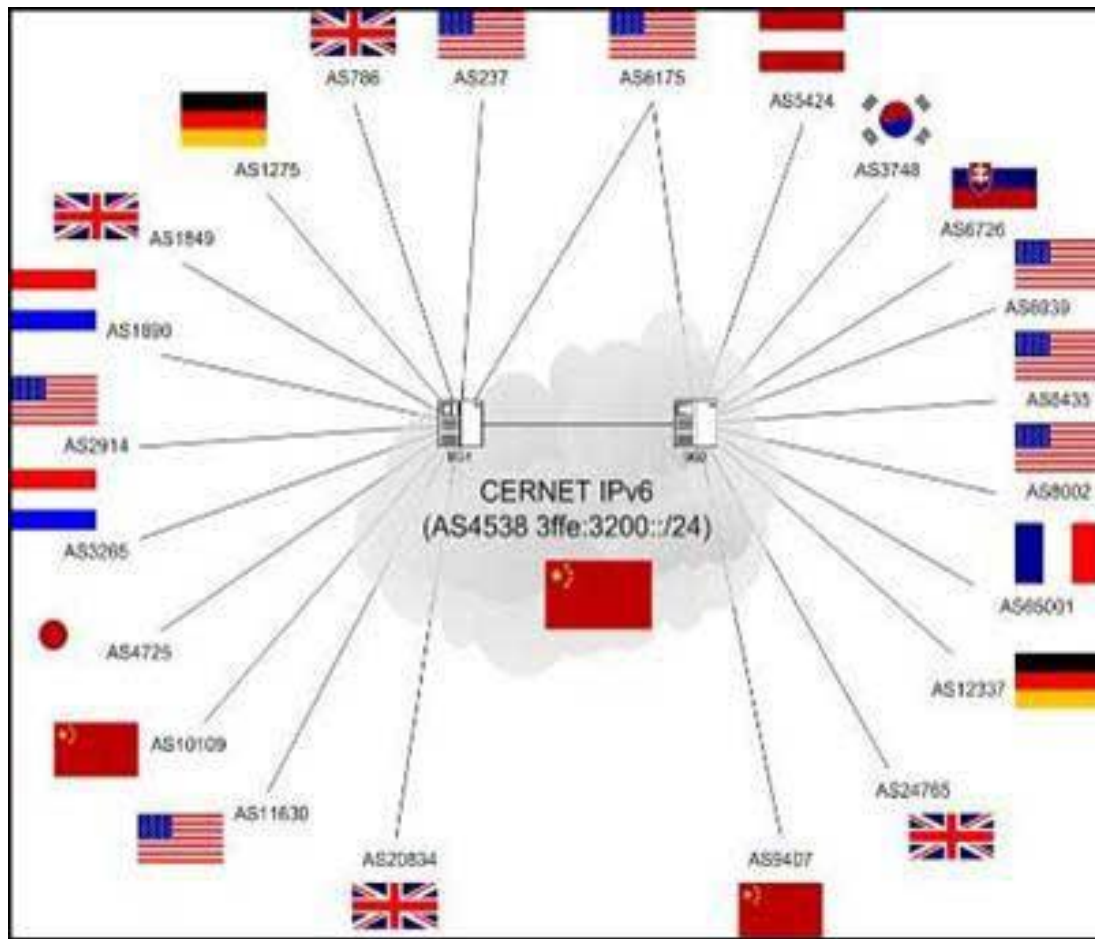 AS786
AS237
AS6175
AS5424
AS1275
AS3748
AS1849
AS6726
AS6939
AS1890
AS8435
AS2914
AS8002
CERNET IPv6
(AS4538 3ffe:3200::/24)
AS3265
AS65001
AS4725
AS12337
AS10109
AS24765
AS11630
AS20834
AS9407